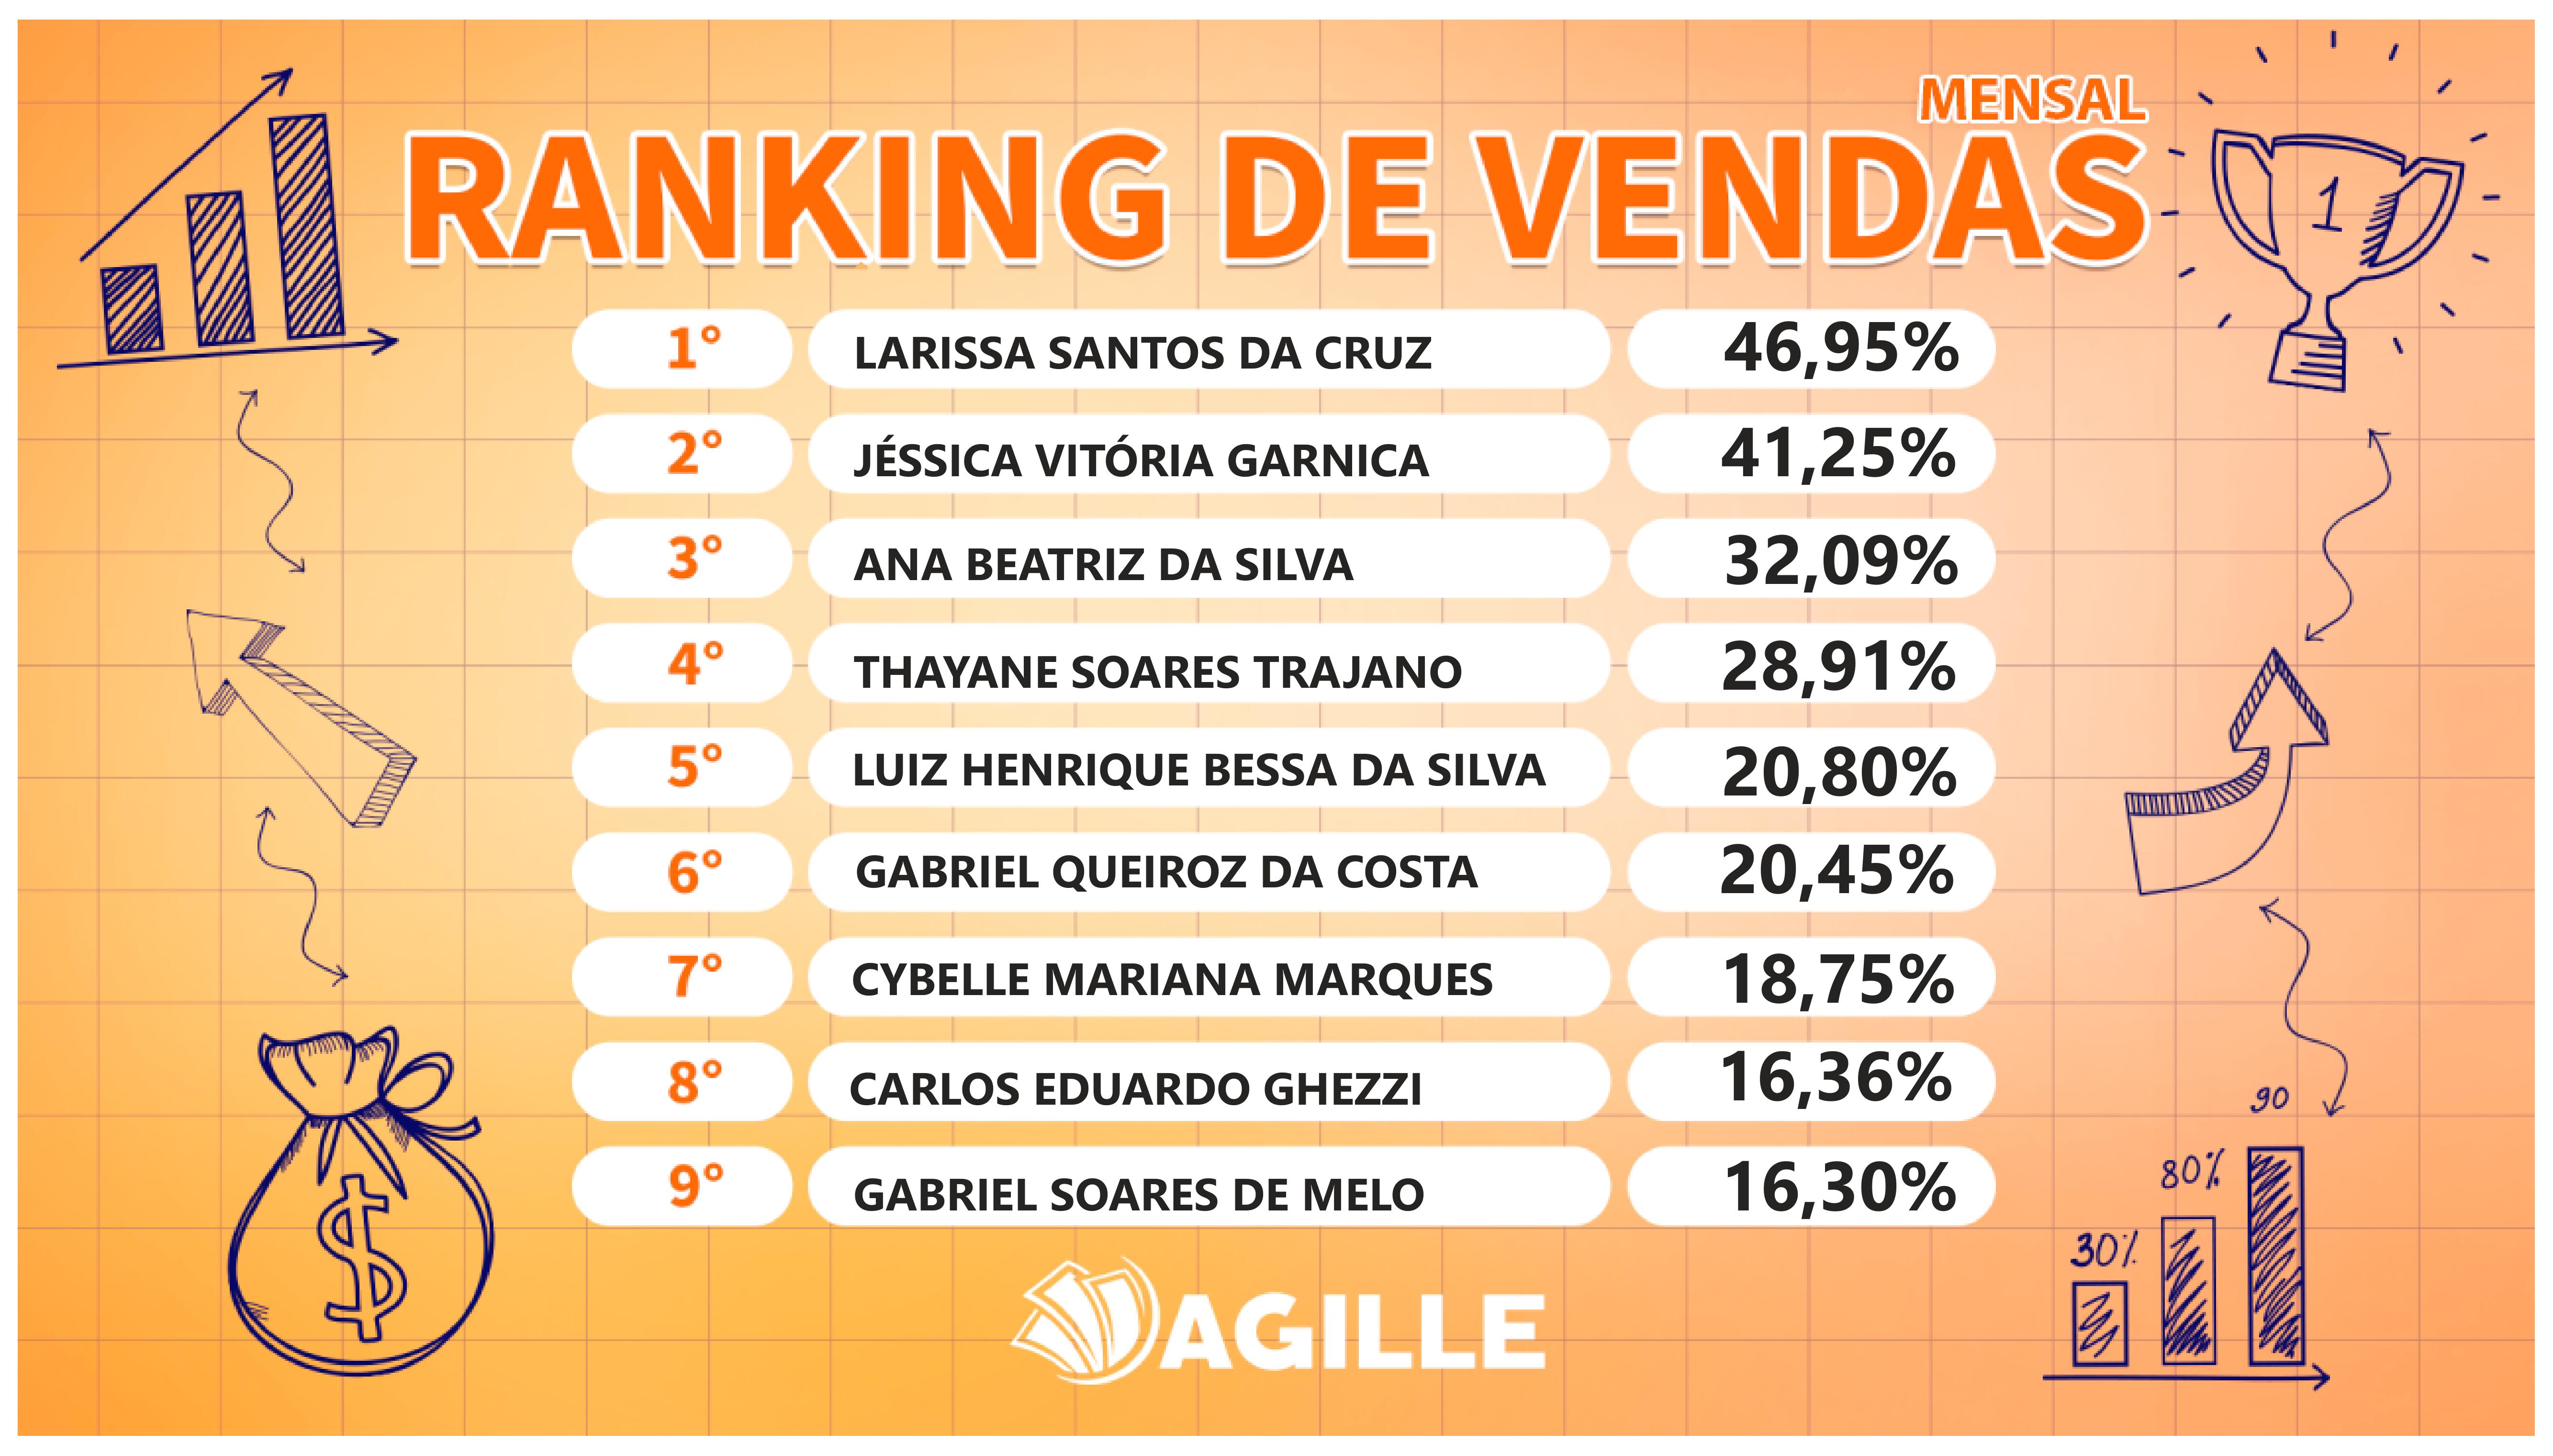 MENSAL
RANKING DE VENDAS
1
1° LARISSA SANTOS DA CRUZ 46,95%
2° JÉSSICA VITÓRIA GARNICA 41,25%
3° ANA BEATRIZ DA SILVA 32,09%
4° THAYANE SOARES TRAJANO 28,91%
5° LUIZ HENRIQUE BESSA DA SILVA 20,80%
6° GABRIEL QUEIROZ DA COSTA 20,45%
7° CYBELLE MARIANA MARQUES 18,75%
8° CARLOS EDUARDO GHEZZI 16,36%
9° GABRIEL SOARES DE MELO 16,30%
$
90
80%
30%
AGILLE